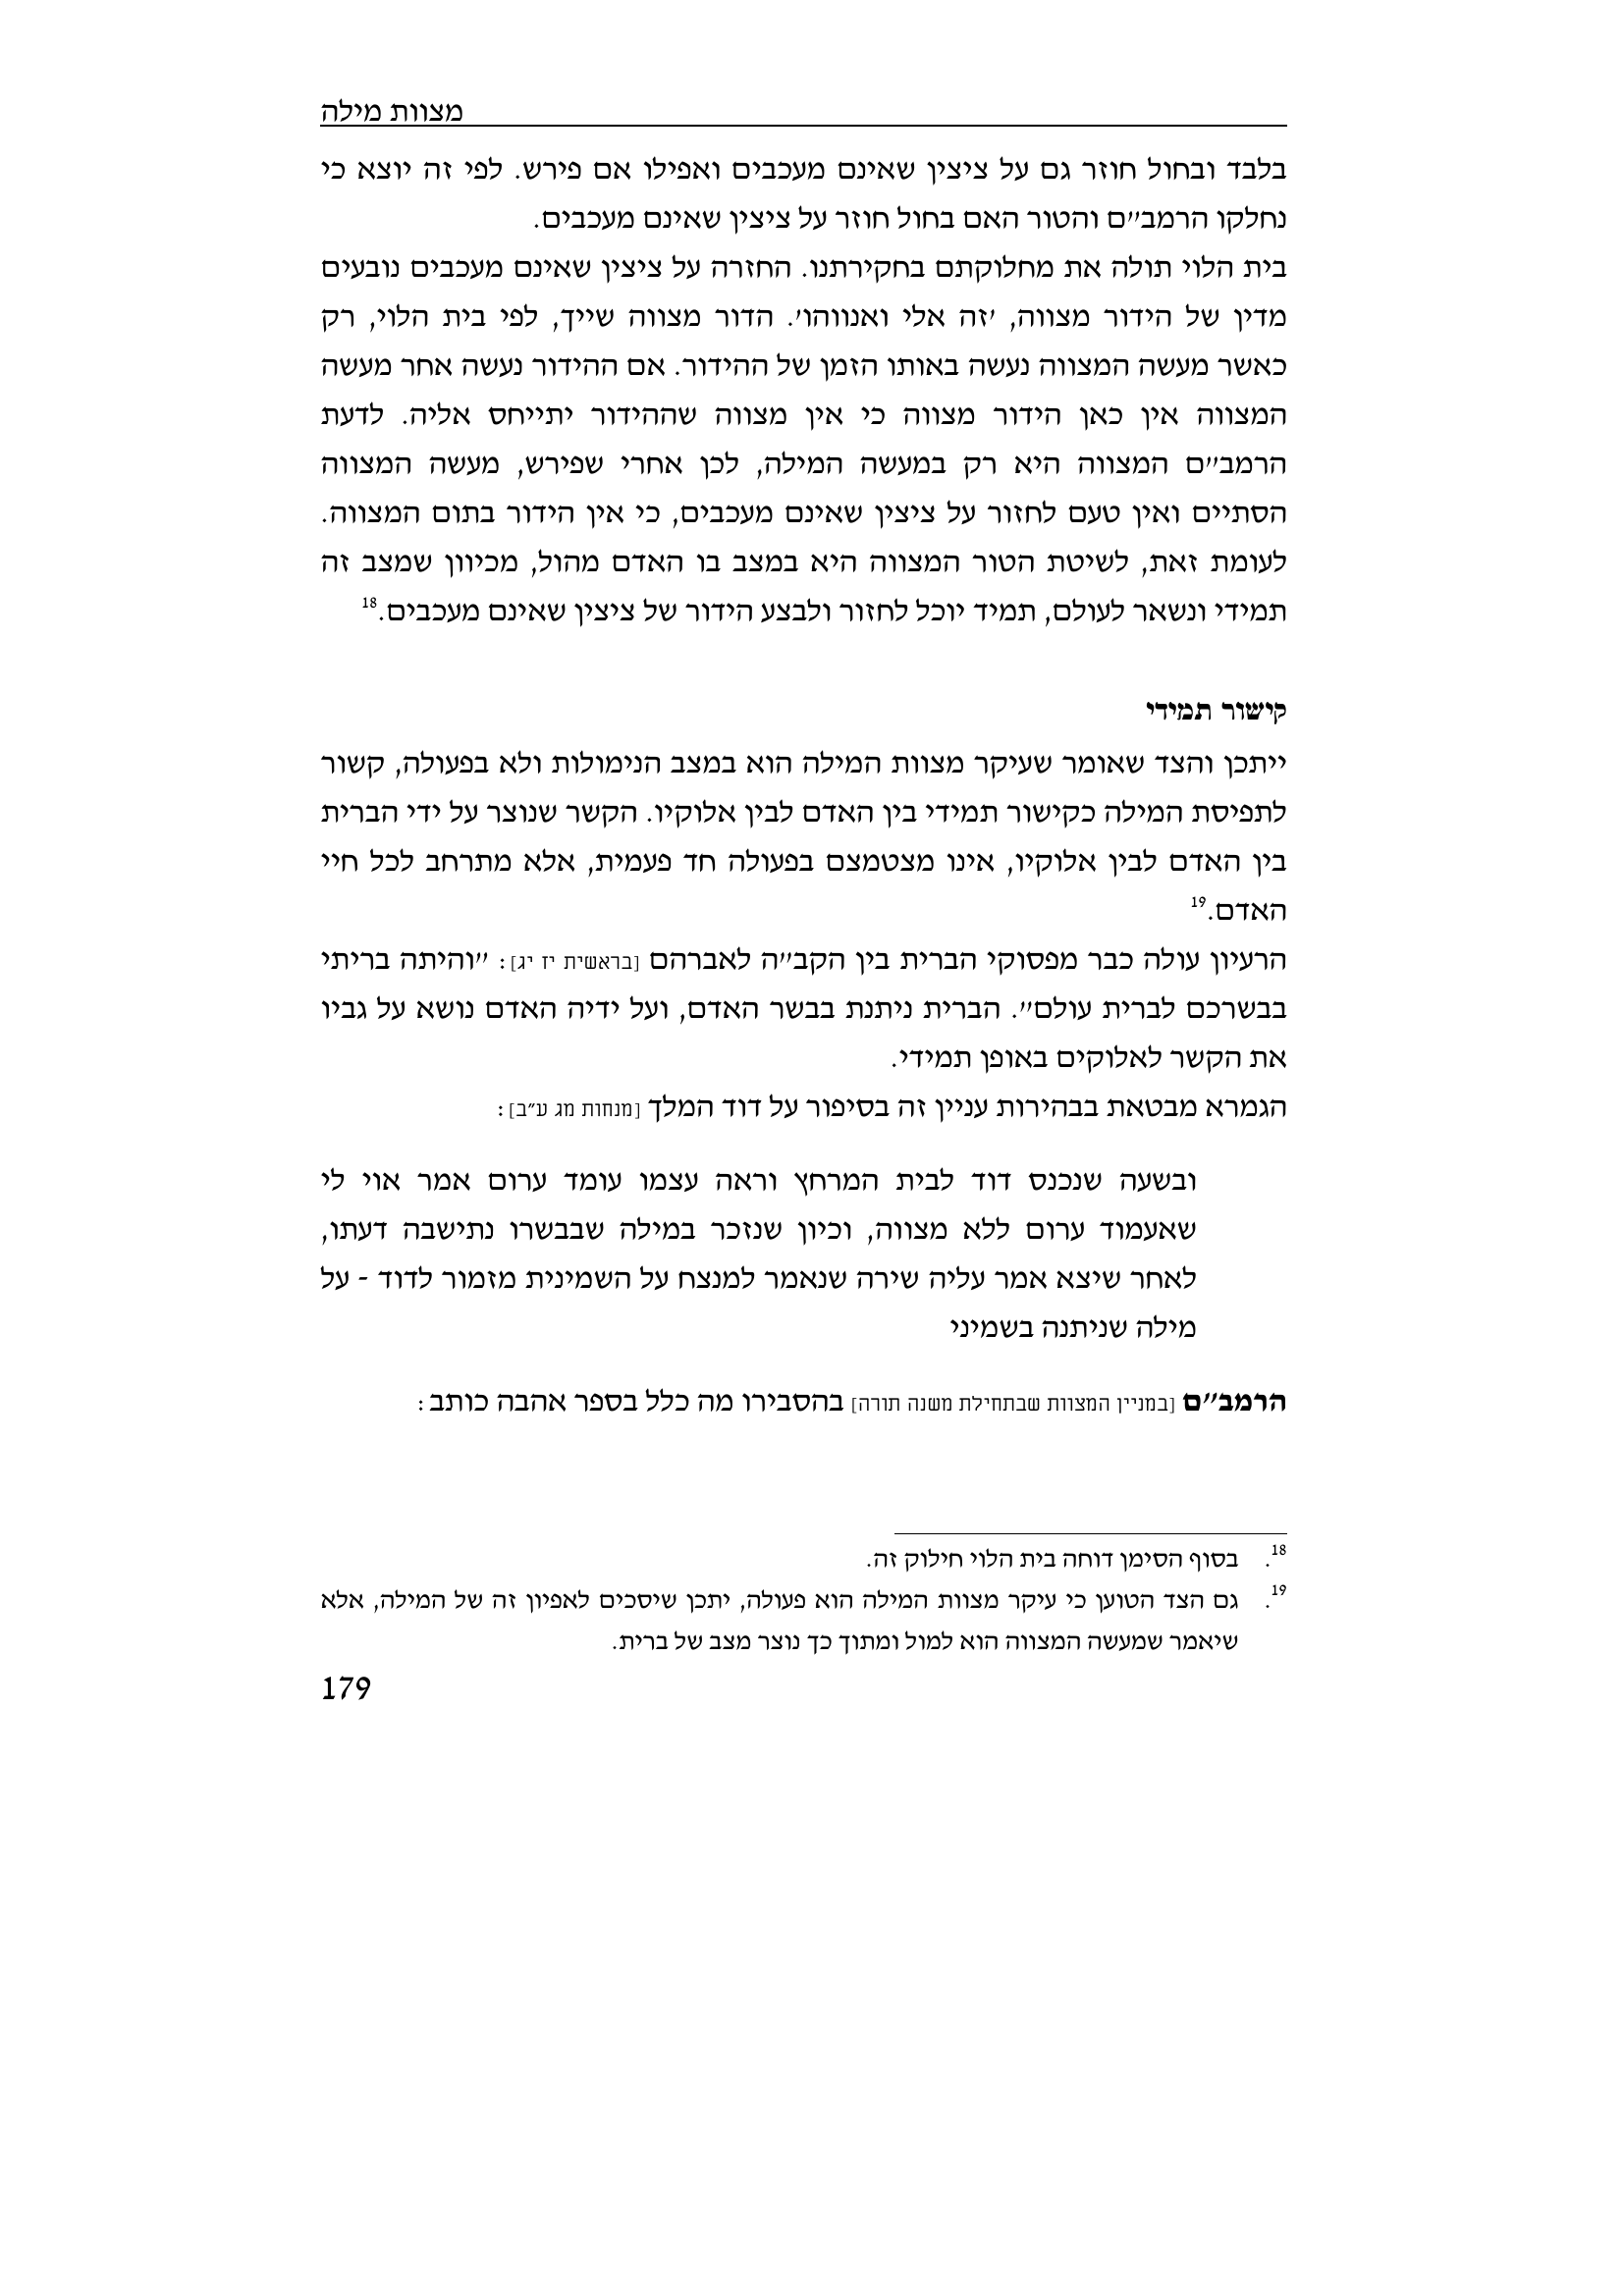 מצוות מילה
בלבד ובחול חוזר גם על ציצין שאינם מעכבים ואפילו אם פירש. לפי זה יוצא כי
נחלקו הרמב״ם והטור האם בחול חוזר על ציצין שאינם מעכבים.
בית הלוי תולה את מחלוקתם בחקירתנו. החזרה על ציצין שאינם מעכבים נובעים
מדין של הידור מצווה, 'זה אלי ואנווהו'. הדור מצווה שייך, לפי בית הלוי, רק
כאשר מעשה המצווה נעשה באותו הזמן של ההידור. אם ההידור נעשה אחר מעשה
המצווה אין כאן הידור מצווה כי אין מצווה שההידור יתייחס אליה. לדעת
הרמב״ם המצווה היא רק במעשה המילה, לכן אחרי שפירש, מעשה המצווה
הסתיים ואין טעם לחזור על ציצין שאינם מעכבים, כי אין הידור בתום המצווה.
לעומת זאת, לשיטת הטור המצווה היא במצב בו האדם מהול, מכיוון שמצב זה
תמידי ונשאר לעולם, תמיד יוכל לחזור ולבצע הידור של ציצין שאינם מעכבים.18
קישור תמידי
ייתכן והצד שאומר שעיקר מצוות המילה הוא במצב הנימולות ולא בפעולה, קשור
לתפיסת המילה כקישור תמידי בין האדם לבין אלוקיו. הקשר שנוצר על ידי הברית
בין האדם לבין אלוקיו, אינו מצטמצם בפעולה חד פעמית, אלא מתרחב לכל חיי
האדם.19
הרעיון עולה כבר מפסוקי הברית בין הקב״ה לאברהם [בראשית יז יג]: ״והיתה בריתי
בבשרכם לברית עולם״. הברית ניתנת בבשר האדם, ועל ידיה האדם נושא על גביו
את הקשר לאלוקים באופן תמידי.
הגמרא מבטאת בבהירות עניין זה בסיפור על דוד המלך [מנחות מג ע״ב]:
ובשעה שנכנס דוד לבית המרחץ וראה עצמו עומד ערום אמר אוי לי
שאעמוד ערום ללא מצווה, וכיון שנזכר במילה שבבשרו נתישבה דעתו,
לאחר שיצא אמר עליה שירה שנאמר למנצח על השמינית מזמור לדוד - על
מילה שניתנה בשמיני
הרמב״ם [במניין המצוות שבתחילת משנה תורה] בהסבירו מה כלל בספר אהבה כותב:
18. בסוף הסימן דוחה בית הלוי חילוק זה.
19. גם הצד הטוען כי עיקר מצוות המילה הוא פעולה, יתכן שיסכים לאפיון זה של המילה, אלא
שיאמר שמעשה המצווה הוא למול ומתוך כך נוצר מצב של ברית.
179